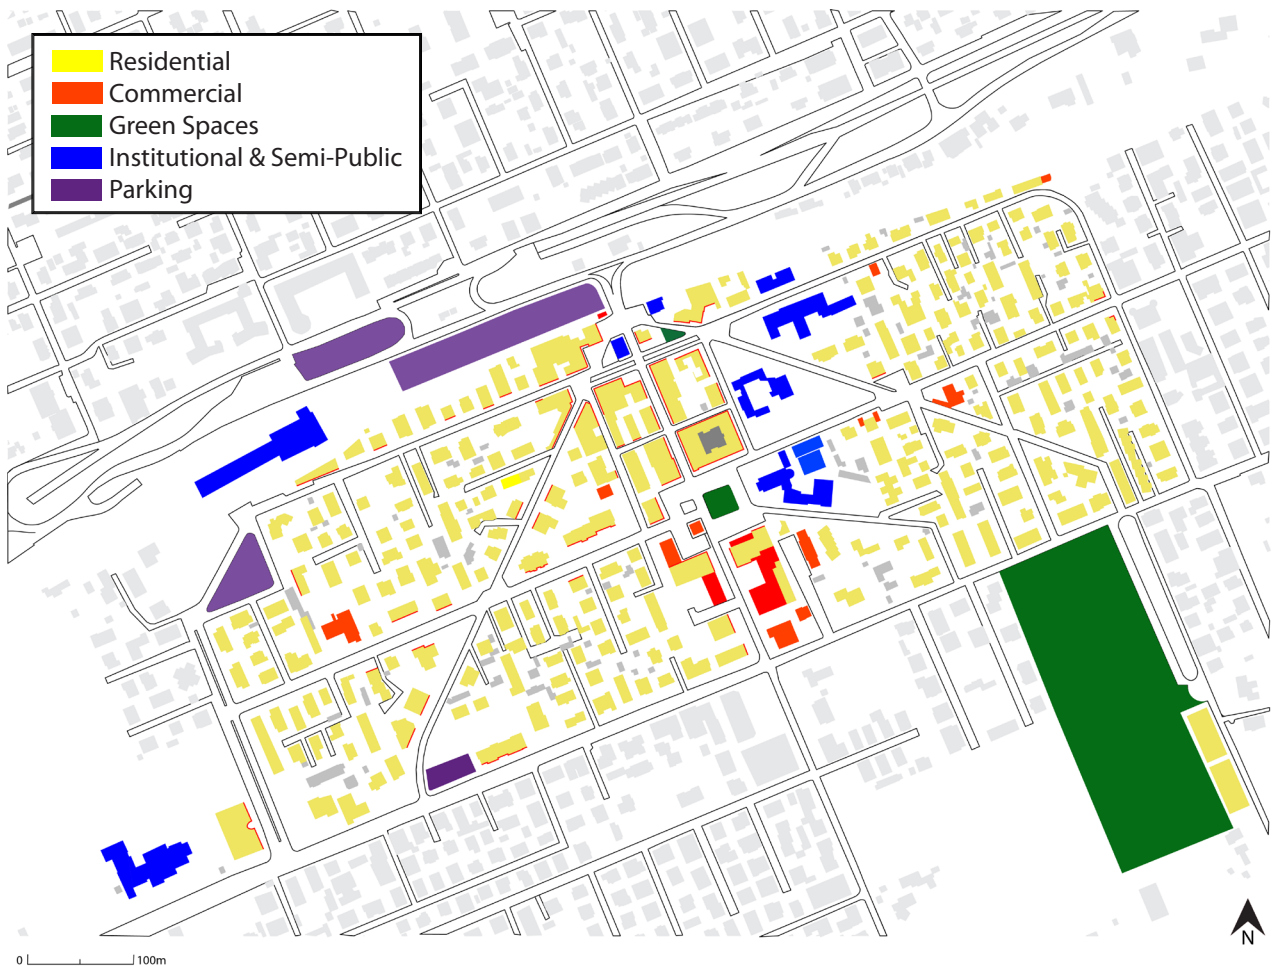 Residential
Commercial
Green Spaces
Institutional & Semi-Public
Parking
N
0 100m